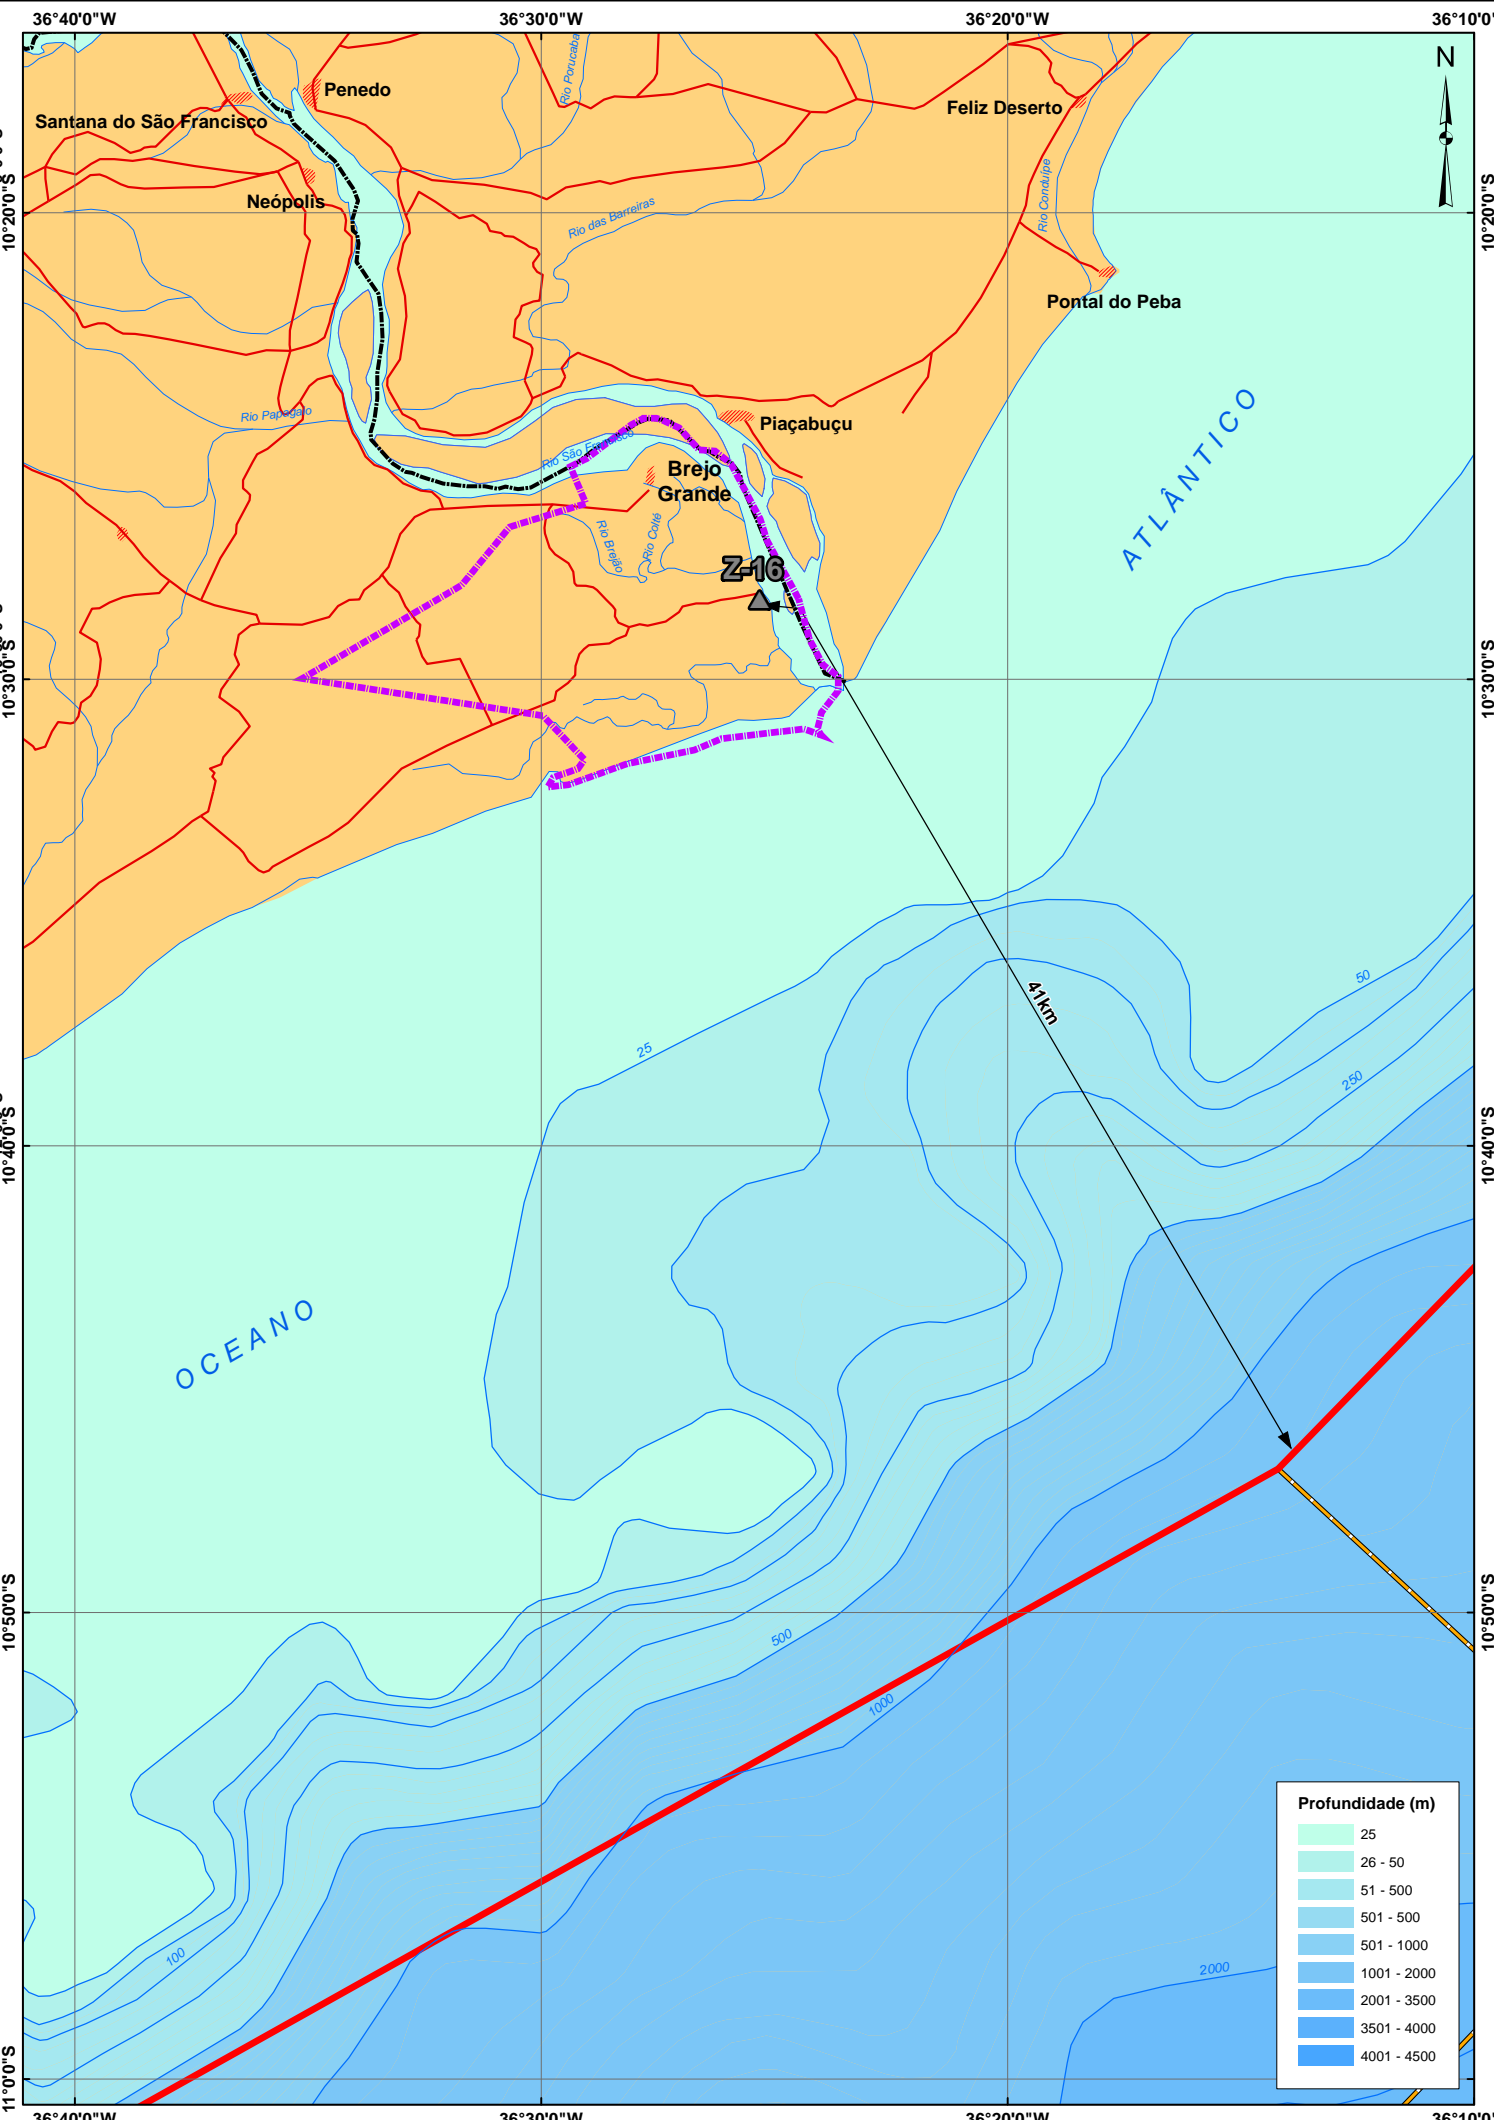 36°40'0"W
36°30'0"W
36°20'0"W
36°10'0"
N
Penedo
Santana do São Francisco
Neópolis
Rio Porucaba
Feliz Deserto
Rio Conduípe
10°20'0"S
10°20'0"S
Rio das Barreiras
Pontal do Peba
Rio Papagaio
Piaçabuçu
Rio São Francisco
Brejo
Grande
Rio Brejão
Rio Colté
Z-16
ATLÂNTICO
10°30'0"S
10°30'0"S
41km
50
25
250
10°40'0"S
10°40'0"S
OCEANO
10°50'0"S
10°50'0"S
500
1000
100
2000
Profundidade (m)
25
26 - 50
51 - 500
501 - 500
501 - 1000
1001 - 2000
2001 - 3500
3501 - 4000
4001 - 4500
11°0'0"S
36°40'0"W
36°30'0"W
36°20'0"W
36°10'0"